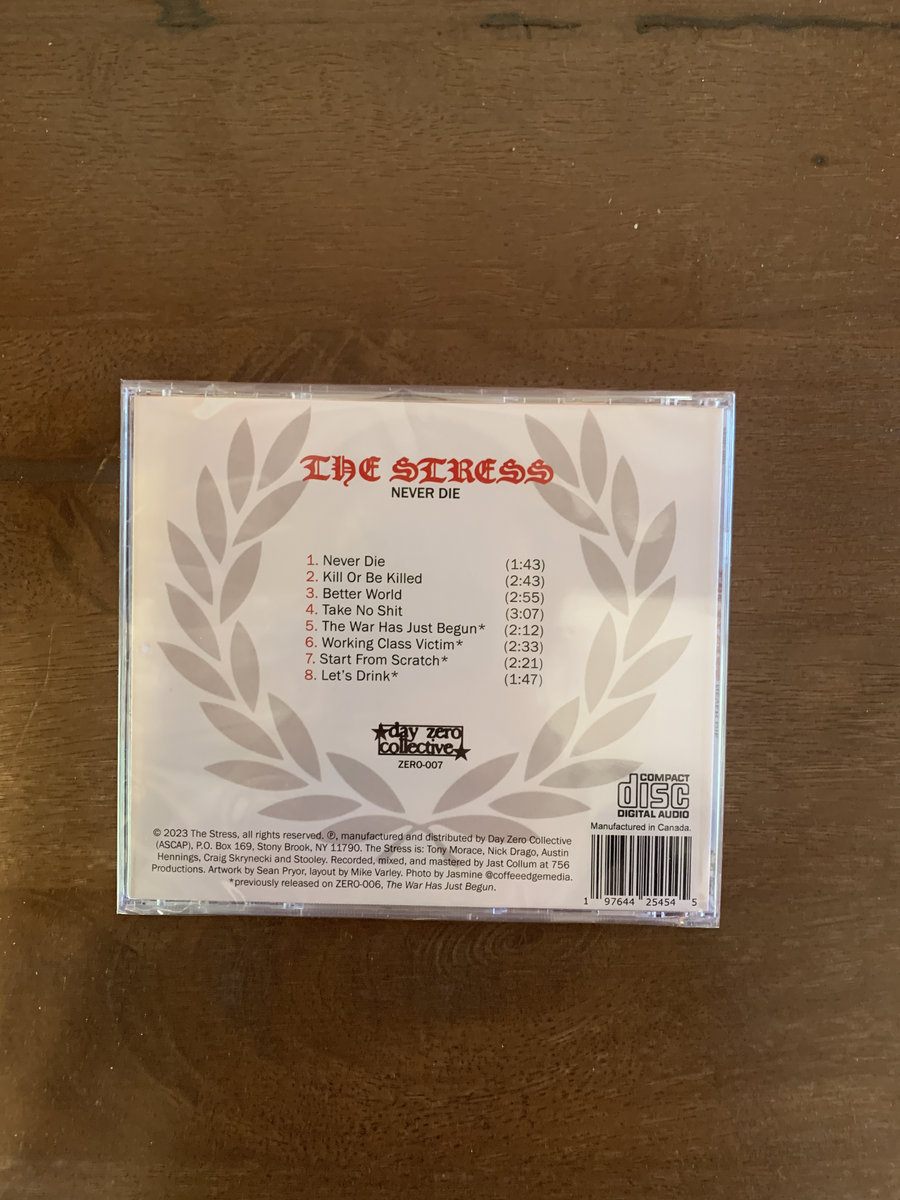 THE STRESS
NEVER DIE
1. Never Die (1:43)
2. Kill Or Be Killed (2:43)
3. Better World (2:55)
4. Take No Shit (3:07)
5. The War Has Just Begun* (2:12)
6. Working Class Victim* (2:33)
7. Start From Scratch* (2:21)
8. Let's Drink* (1:47)
day zero
collective
ZERO-007
COMPACT
disc
DIGITAL AUDIO
Manufactured in Canada.
© 2023 The Stress, all rights reserved. ℗, manufactured and distributed by Day Zero Collective
(ASCAP), P.O. Box 169, Stony Brook, NY 11790. The Stress is: Tony Morace, Nick Drago, Austin
Hennings, Craig Skrynecki and Stooley. Recorded, mixed, and mastered by Jast Collum at 756
Productions. Artwork by Sean Pryor, layout by Mike Varley. Photo by Jasmine @coffeeedgemedia.
*previously released on ZERO-006, The War Has Just Begun.
1 97644 25454 5